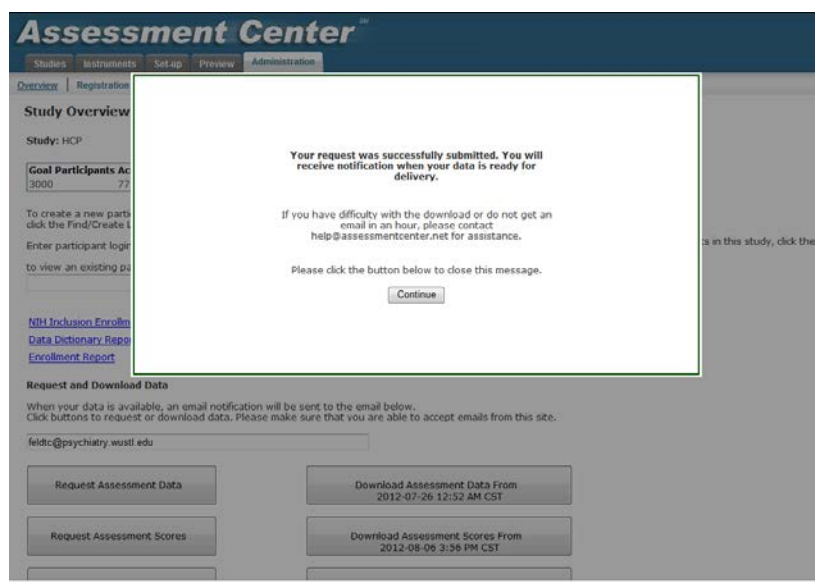 Assessment Center℠
Studies Instruments Set-up Preview Administration
Overview | Registration
Study Overview
Study: HCP
Goal Participants Ac
3000 77
To create a new parti
click the Find/Create L
Enter participant login
s in this study, click the
to view an existing pa
Your request was successfully submitted. You will
receive notification when your data is ready for
delivery.
If you have difficulty with the download or do not get an
email in an hour, please contact
help@assessmentcenter.net for assistance.
Please click the button below to close this message.
Continue
NIH Inclusion Enrollm
Data Dictionary Repo
Enrollment Report
Request and Download Data
When your data is available, an email notification will be sent to the email below.
Click buttons to request or download data. Please make sure that you are able to accept emails from this site.
feldtc@psychiatry.wustl.edu
Request Assessment Data
Download Assessment Data From
2012-07-26 12:52 AM CST
Request Assessment Scores
Download Assessment Scores From
2012-08-06 3:56 PM CST